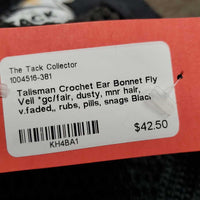 The Tack Collector
1004516-3B1
Talisman Crochet Ear Bonnet Fly
Veil *gc/fair, dusty, mnr hair,
v.faded,, rubs, pills, snags Black
$42.50
KH4BA1